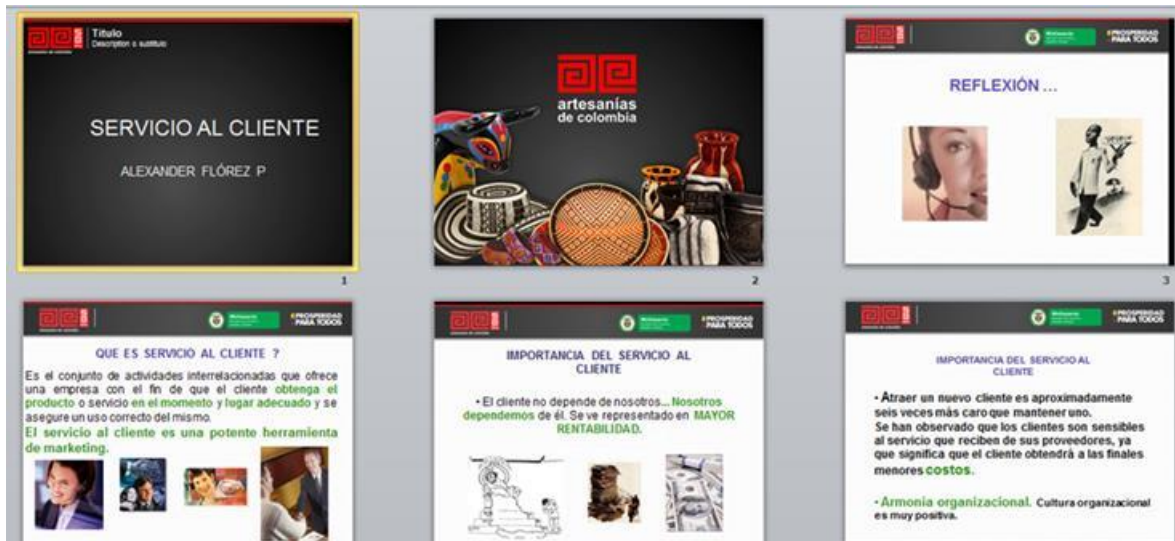 Titulo
Description o subtitulo
SERVICIO AL CLIENTE
ALEXANDER FLÓREZ P
1
artesanías
de colombia
2
PROSPERIDAD
PARA TODOS
REFLEXIÓN ...
3
PROSPERIDAD
PARA TODOS
QUE ES SERVICIO AL CLIENTE ?
Es el conjunto de actividades interrelacionadas que ofrece
una empresa con el fin de que el cliente obtenga el
producto o servicio en el momento y lugar adecuado y se
asegure un uso correcto del mismo.
El servicio al cliente es una potente herramienta
de marketing.
PROSPERIDAD
PARA TODOS
IMPORTANCIA DEL SERVICIO AL
CLIENTE
• El cliente no depende de nosotros... Nosotros
dependemos de él. Se ve representado en MAYOR
RENTABILIDAD.
PROSPERIDAD
PARA TODOS
IMPORTANCIA DEL SERVICIO AL
CLIENTE
• Atraer un nuevo cliente es aproximadamente
seis veces más caro que mantener uno.
Se han observado que los clientes son sensibles
al servicio que reciben de sus proveedores, ya
que significa que el cliente obtendrá a las finales
menores costos.
• Armonía organizacional. Cultura organizacional
es muy positiva.